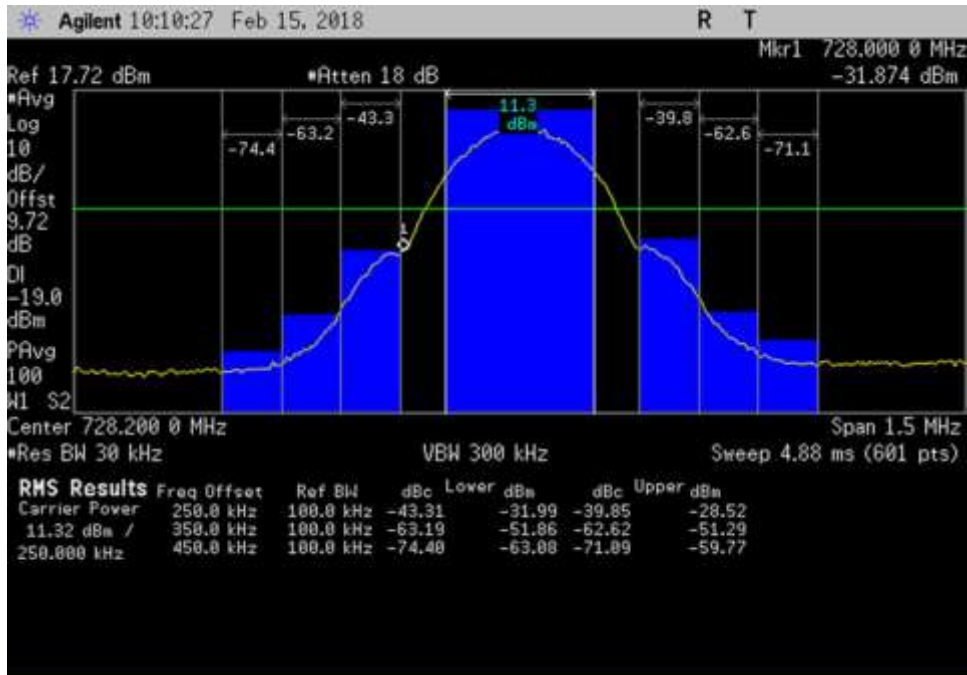 Agilent 10:10:27 Feb 15, 2018 R T
Mkr1 728.000 0 MHz
Ref 17.72 dBm #Atten 18 dB -31.874 dBm
#Avg
Log
10
dB/
Offst
9.72
dB
DI
-19.0
dBm
PAvg
100
W1 S2
-74.4
-63.2
-43.3
11.3
dBm
-39.8
-62.6
-71.1
1
Center 728.200 0 MHz Span 1.5 MHz
#Res BW 30 kHz VBW 300 kHz Sweep 4.88 ms (601 pts)
RMS Results Freq Offset Ref BW dBc Lower dBm dBc Upper dBm
Carrier Power 250.0 kHz 100.0 kHz -43.31 -31.99 -39.85 -28.52
11.32 dBm / 350.0 kHz 100.0 kHz -63.19 -51.86 -62.62 -51.29
250.000 kHz 450.0 kHz 100.0 kHz -74.40 -63.08 -71.09 -59.77